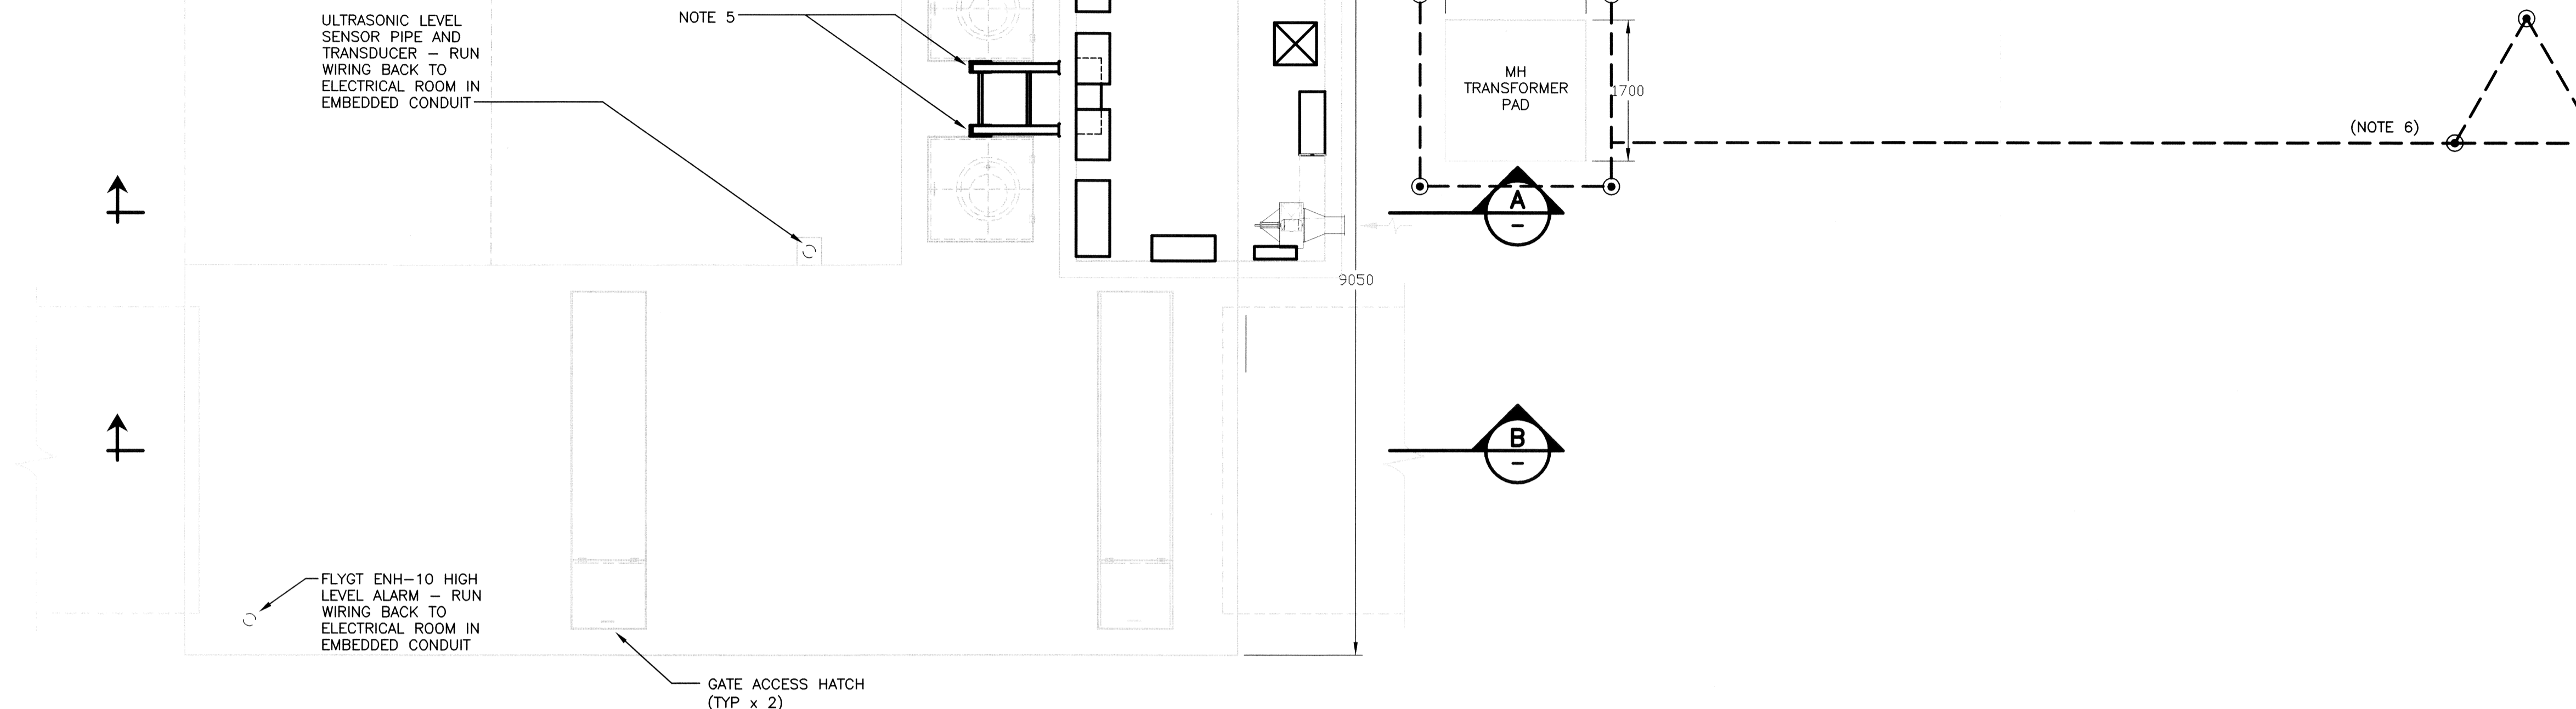 ULTRASONIC LEVEL
SENSOR PIPE AND
TRANSDUCER – RUN
WIRING BACK TO
ELECTRICAL ROOM IN
EMBEDDED CONDUIT
NOTE 5
MH
TRANSFORMER
PAD
1700
(NOTE 6)
A
–
9050
B
–
FLYGT ENH–10 HIGH
LEVEL ALARM – RUN
WIRING BACK TO
ELECTRICAL ROOM IN
EMBEDDED CONDUIT
GATE ACCESS HATCH
(TYP x 2)